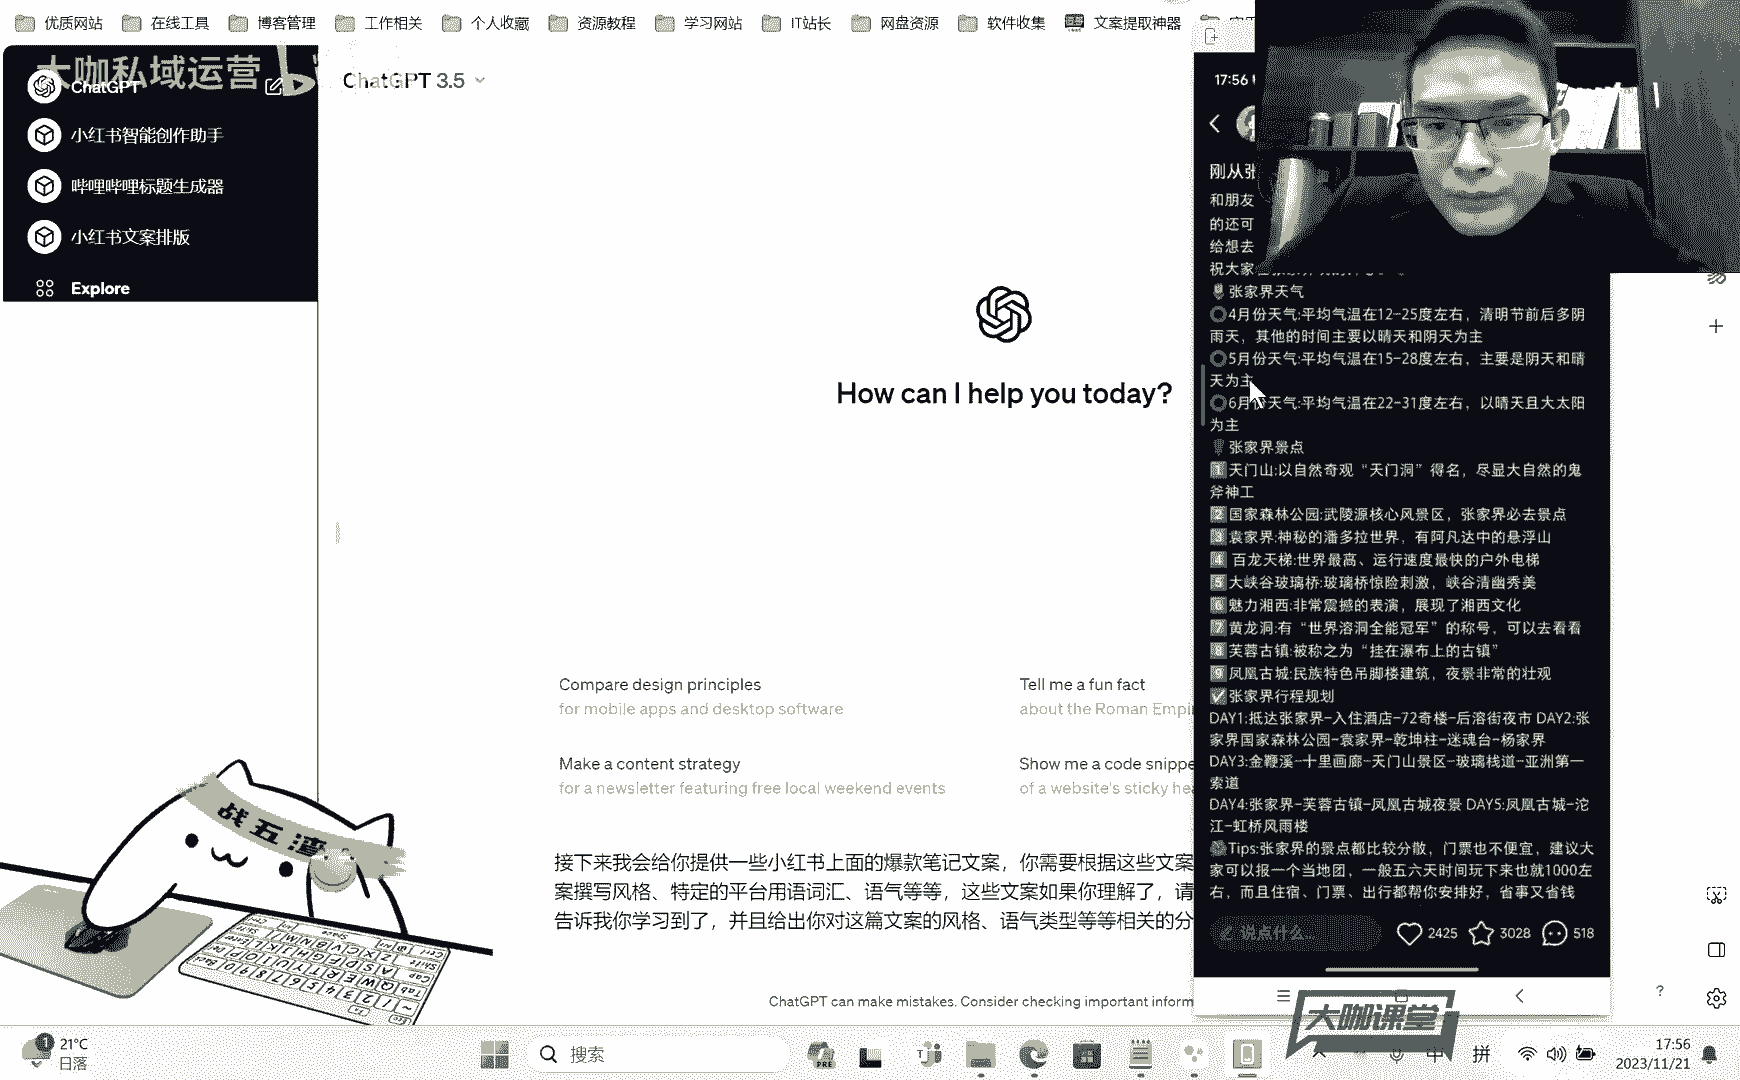 优质网站
在线工具
博客管理
工作相关
个人收藏
资源教程
学习网站
IT站长
网盘资源
软件收集
文案提取神器
大咖私域运营
ChatGPT
小红书智能创作助手
哔哩哔哩标题生成器
小红书文案排版
Explore
ChatGPT 3.5
How can I help you today?
Compare design principles
for mobile apps and desktop software
Tell me a fun fact
about the Roman Empi
Make a content strategy
for a newsletter featuring free local weekend events
Show me a code snippe
of a website's sticky hea
接下来我会给你提供一些小红书上面的爆款笔记文案，你需要根据这些文案
案撰写风格、特定的平台用语词汇、语气等等，这些文案如果你理解了，请
告诉我你学习到了，并且给出你对这篇文案的风格、语气类型等等相关的分
ChatGPT can make mistakes. Consider checking important inform
17:56
刚从张
和朋友
的还可
给想去
祝大家
张家界天气
4月份天气:平均气温在12-25度左右，清明节前后多阴
雨天，其他的时间主要以晴天和阴天为主
5月份天气:平均气温在15-28度左右，主要是阴天和晴
天为主
6月份天气:平均气温在22-31度左右，以晴天且大太阳
为主
张家界景点
1天门山:以自然奇观“天门洞”得名，尽显大自然的鬼
斧神工
2国家森林公园:武陵源核心风景区，张家界必去景点
3袁家界:神秘的潘多拉世界，有阿凡达中的悬浮山
4 百龙天梯:世界最高、运行速度最快的户外电梯
5大峡谷玻璃桥:玻璃桥惊险刺激，峡谷清幽秀美
6魅力湘西:非常震撼的表演，展现了湘西文化
7黄龙洞:有“世界溶洞全能冠军”的称号，可以去看看
8芙蓉古镇:被称之为“挂在瀑布上的古镇”
9凤凰古城:民族特色吊脚楼建筑，夜景非常的壮观
张家界行程规划
DAY1:抵达张家界-入住酒店-72奇楼-后溶街夜市 DAY2:张
家界国家森林公园-袁家界-乾坤柱-迷魂台-杨家界
DAY3:金鞭溪-十里画廊-天门山景区-玻璃栈道-亚洲第一
索道
DAY4:张家界-芙蓉古镇-凤凰古城夜景 DAY5:凤凰古城-沱
江-虹桥风雨楼
Tips:张家界的景点都比较分散，门票也不便宜，建议大
家可以报一个当地团，一般五六天时间玩下来也就1000左
右，而且住宿、门票、出行都帮你安排好，省事又省钱
说点什么...
2425
3028
518
大咖课堂
战五渣
21°C
日落
搜索
PRE
中
拼
17:56
2023/11/21